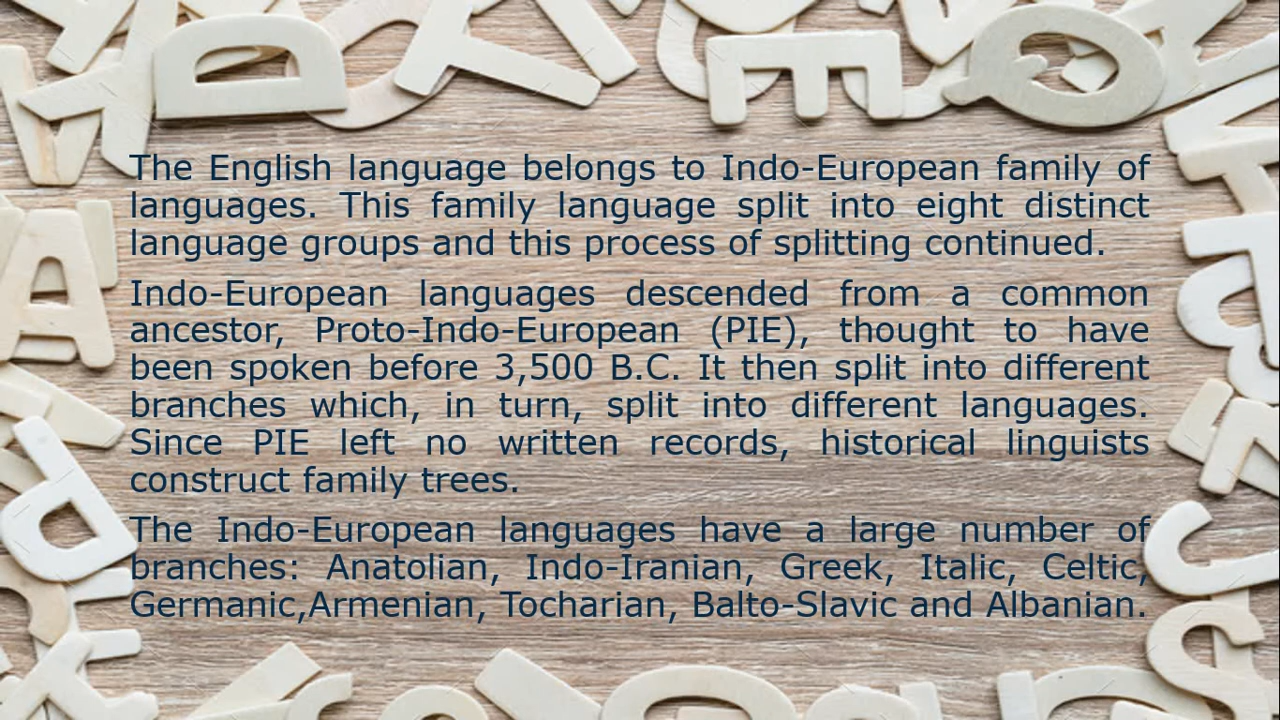 The English language belongs to Indo-European family of
languages. This family language split into eight distinct
language groups and this process of splitting continued.
Indo-European languages descended from a common
ancestor, Proto-Indo-European (PIE), thought to have
been spoken before 3,500 B.C. It then split into different
branches which, in turn, split into different languages.
Since PIE left no written records, historical linguists
construct family trees.
The Indo-European languages have a large number of
branches: Anatolian, Indo-Iranian, Greek, Italic, Celtic,
Germanic,Armenian, Tocharian, Balto-Slavic and Albanian.